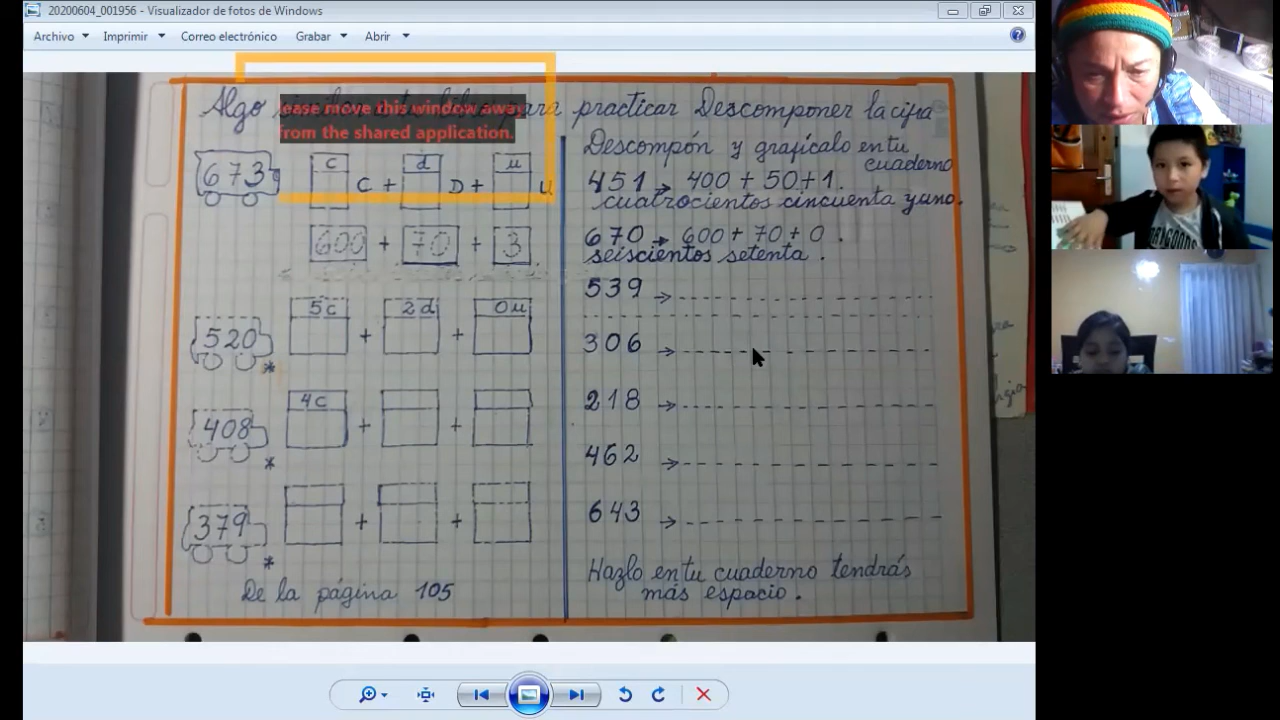 20200604_001956 - Visualizador de fotos de Windows
Archivo Imprimir Correo electrónico Grabar Abrir
Algo para practicar Descomponer la cifra
ease move this window away
from the shared application.
673
c d u
C + D + U
600 + 70 + 3
520
5c 2d 0u
+ +
*
408
4c
+ +
*
379
+ +
*
De la página 105
Descompón y grafícalo en tu
cuaderno
451 → 400 + 50 + 1.
cuatrocientos cincuenta y uno.
670 → 600 + 70 + 0.
seiscientos setenta.
539 →
306 →
218 →
462 →
643 →
Hazlo en tu cuaderno tendrás
más espacio.